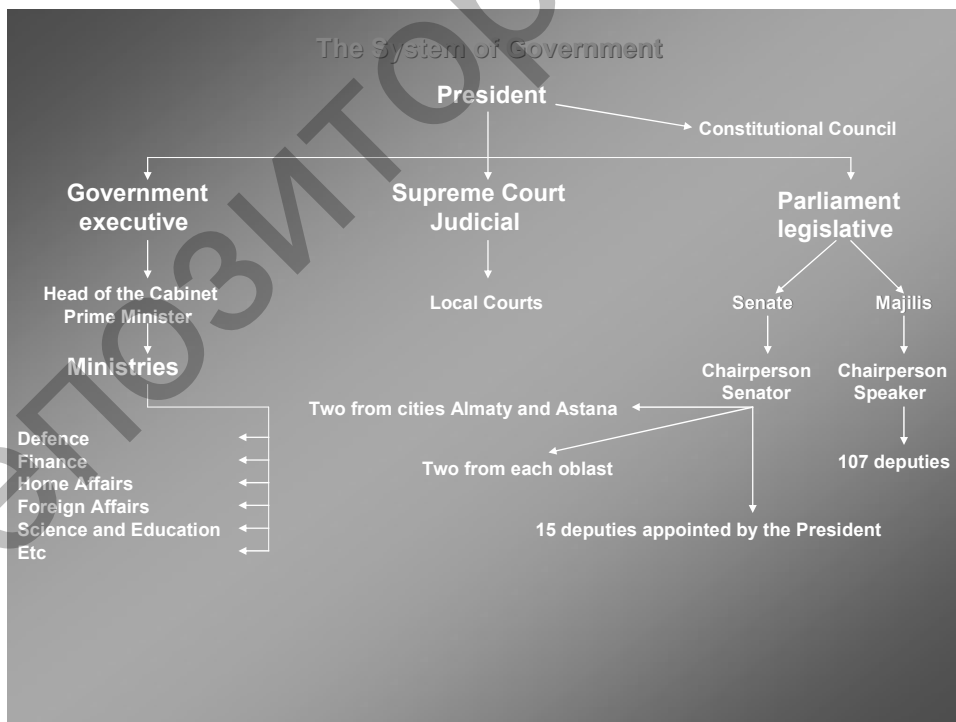 The System of Government
President
Constitutional Council
Government
executive
Supreme Court
Judicial
Parliament
legislative
Head of the Cabinet
Prime Minister
Local Courts
Senate
Majilis
Ministries
Chairperson
Senator
Chairperson
Speaker
Two from cities Almaty and Astana
Two from each oblast
107 deputies
15 deputies appointed by the President
Defence
Finance
Home Affairs
Foreign Affairs
Science and Education
Etc